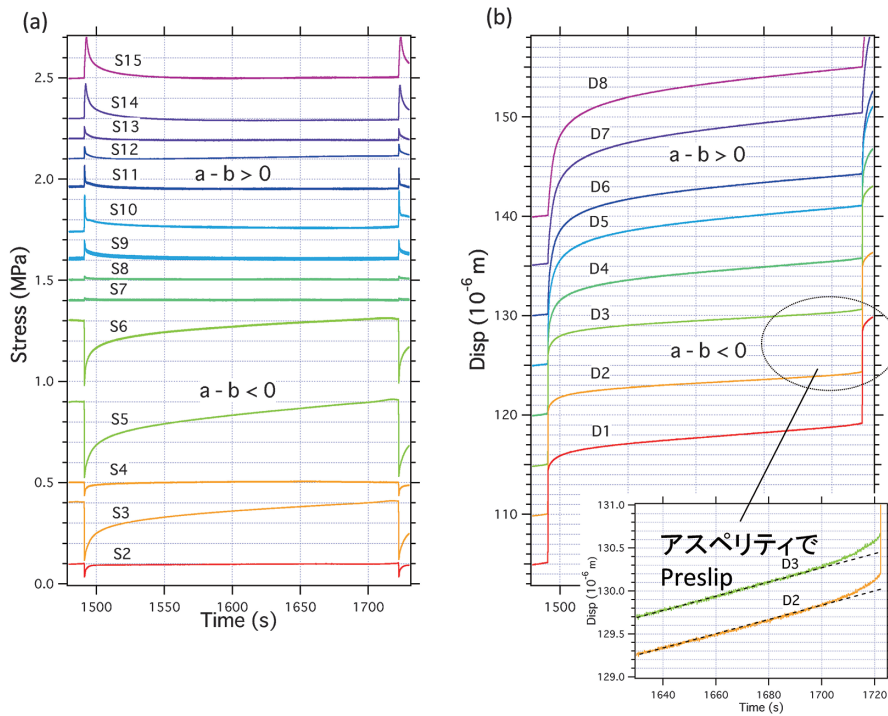 (a)
Stress (MPa)
2.5
2.0
1.5
1.0
0.5
0.0
S15
S14
S13
S12
S11
a - b > 0
S10
S9
S8
S7
S6
a - b < 0
S5
S4
S3
S2
1500
1550
1600
1650
1700
Time (s)
(b)
Disp (10-6 m)
150
140
130
120
110
D8
D7
a - b > 0
D6
D5
D4
D3
a - b < 0
D2
D1
1500
131.0
130.5
130.0
129.5
129.0
Disp (10-6 m)
アスペリティで
Preslip
D3
D2
1640
1660
1680
1700
1720
Time (s)